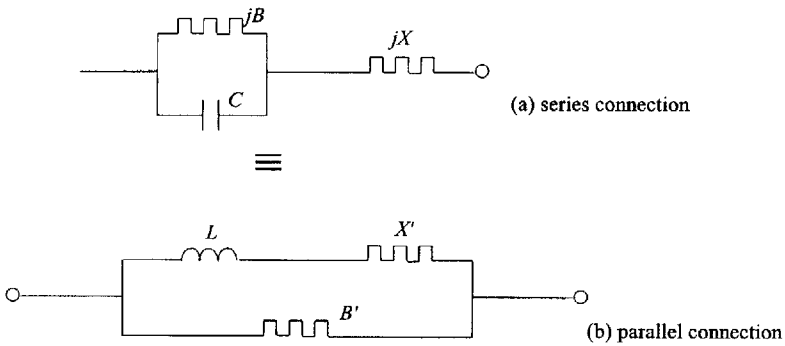 jB
jX
C
(a) series connection
≡
L
X'
B'
(b) parallel connection